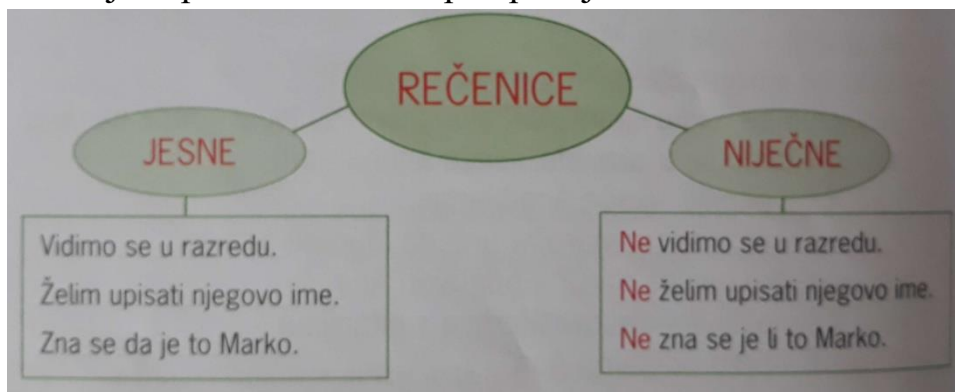 REČENICE
JESNE
NIJEČNE
Vidimo se u razredu.
Želim upisati njegovo ime.
Zna se da je to Marko.
Ne vidimo se u razredu.
Ne želim upisati njegovo ime.
Ne zna se je li to Marko.